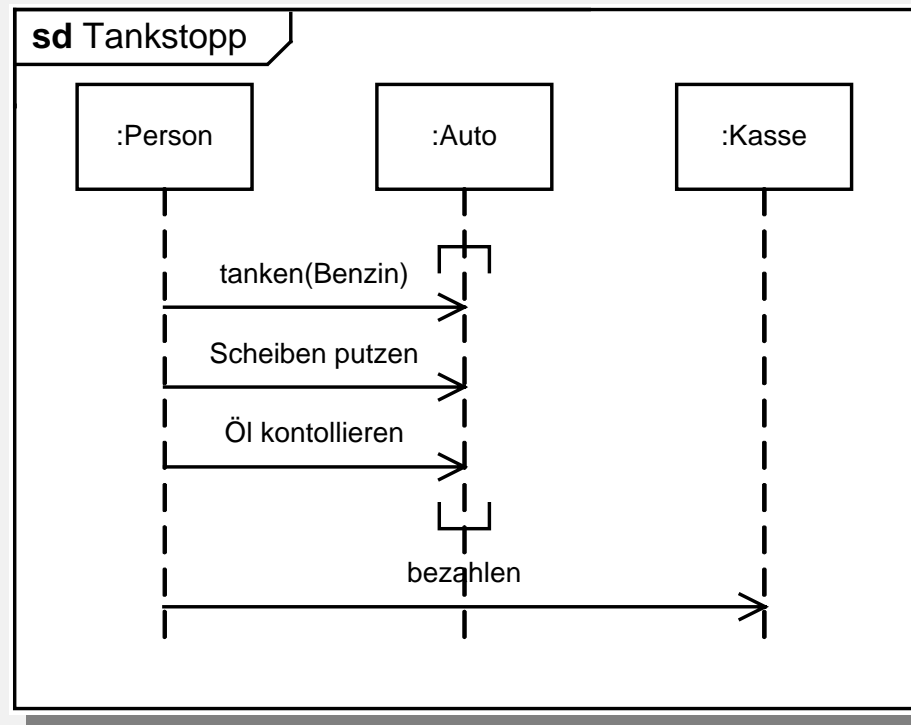 sd Tankstopp
:Person
:Auto
:Kasse
tanken(Benzin)
Scheiben putzen
Öl kontollieren
bezahlen